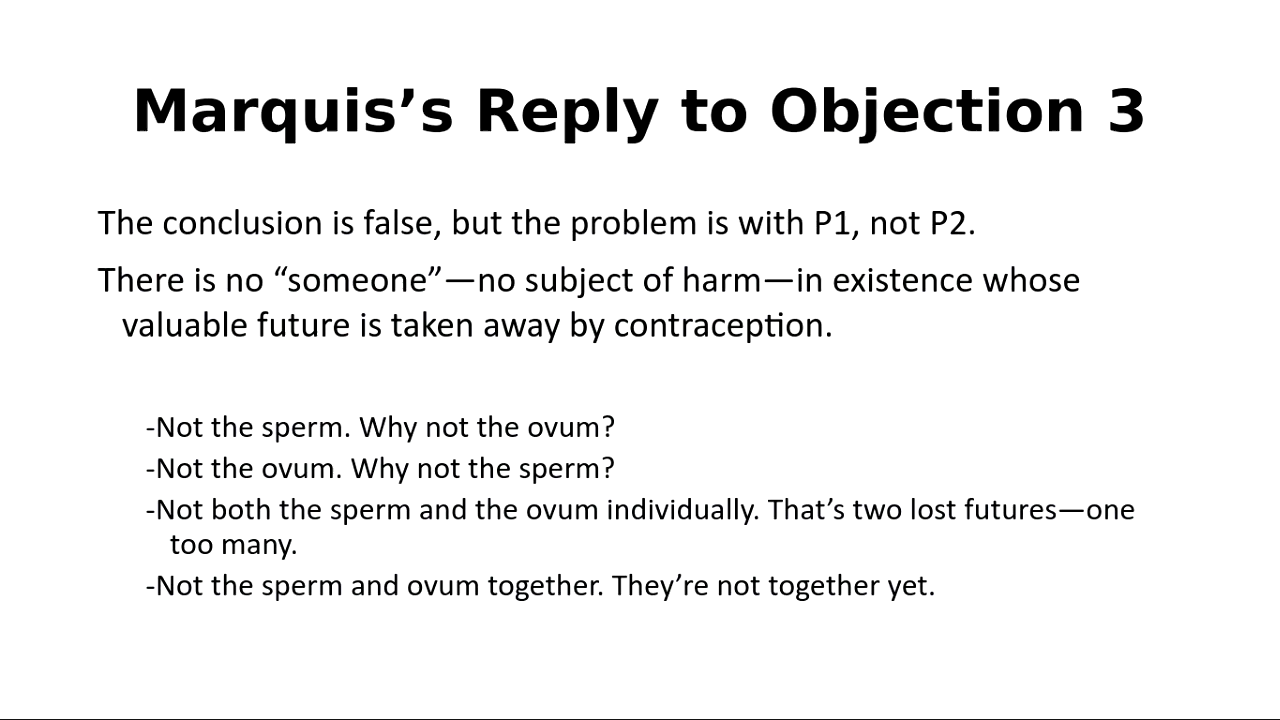 Marquis’s Reply to Objection 3
The conclusion is false, but the problem is with P1, not P2.
There is no “someone”—no subject of harm—in existence whose
valuable future is taken away by contraception.
-Not the sperm. Why not the ovum?
-Not the ovum. Why not the sperm?
-Not both the sperm and the ovum individually. That’s two lost futures—one
too many.
-Not the sperm and ovum together. They’re not together yet.